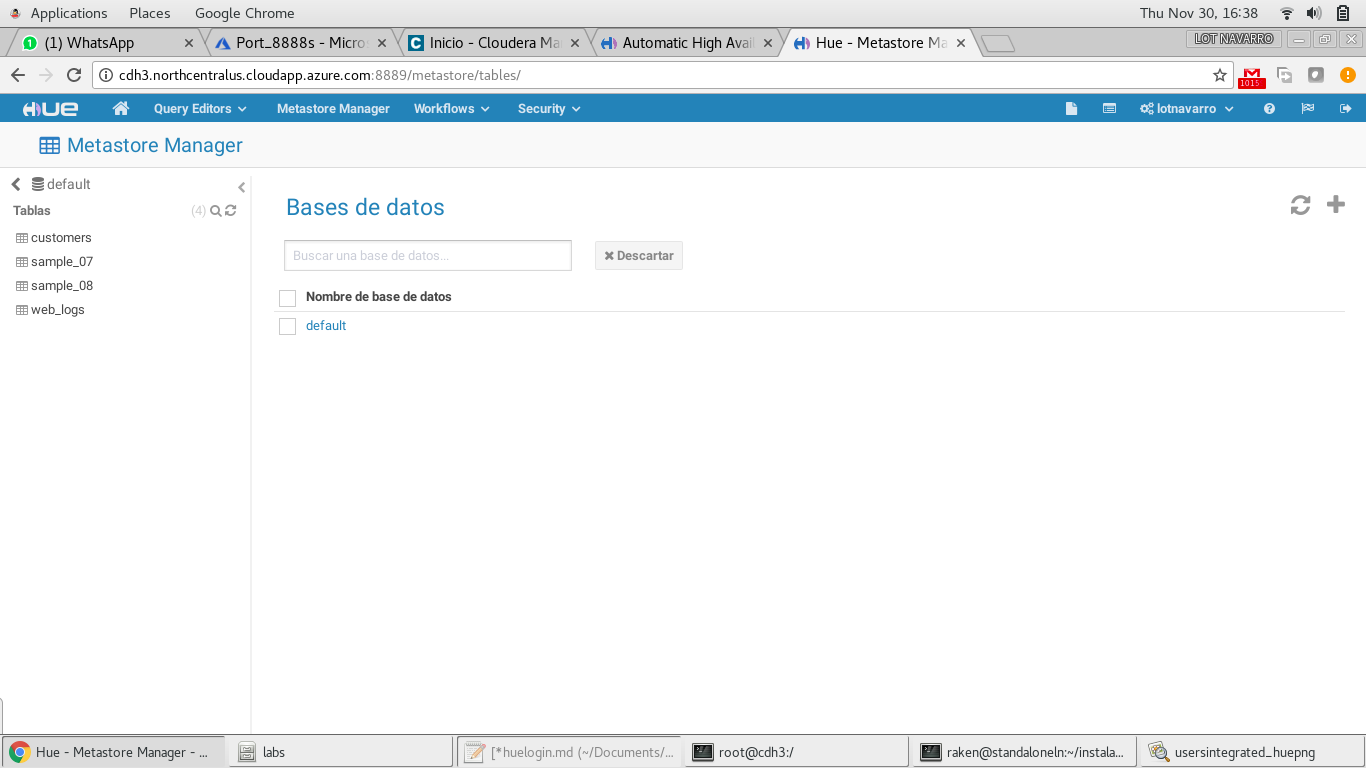 Applications Places Google Chrome Thu Nov 30, 16:38
(1) WhatsApp Port_8888s - Micros Inicio - Cloudera Ma Automatic High Avail Hue - Metastore Ma LOT NAVARRO
cdh3.northcentralus.cloudapp.azure.com:8889/metastore/tables/ 1015
HUE Query Editors Metastore Manager Workflows Security lotnavarro
Metastore Manager
default
Tablas (4)
customers
sample_07
sample_08
web_logs
Bases de datos
Buscar una base de datos... Descartar
Nombre de base de datos
default
Hue - Metastore Manager - ... labs [*huelogin.md (~/Documents/... root@cdh3:/ raken@standaloneln:~/instala... usersintegrated_huepng